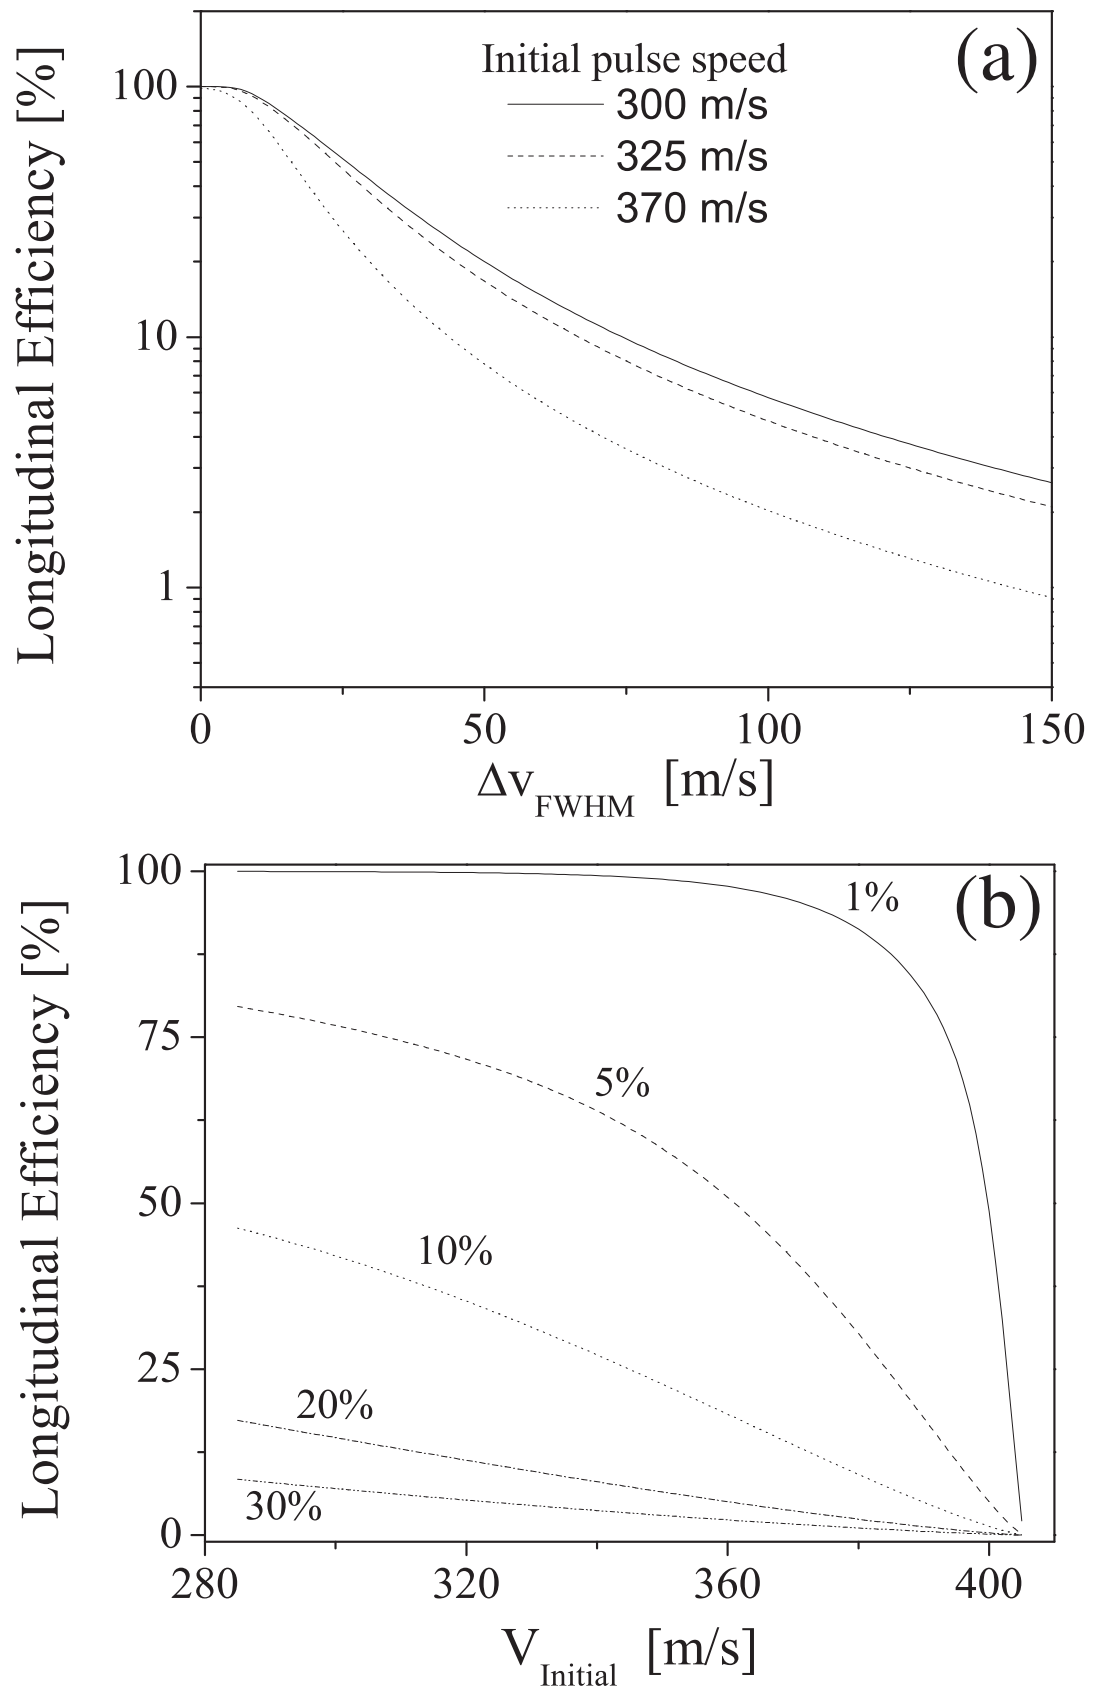 (a)
Initial pulse speed
300 m/s
325 m/s
370 m/s
Longitudinal Efficiency [%]
100
10
1
0 50 100 150
Δv_FWHM [m/s]
(b)
1%
5%
10%
20%
30%
Longitudinal Efficiency [%]
100
75
50
25
0
280 320 360 400
V_Initial [m/s]